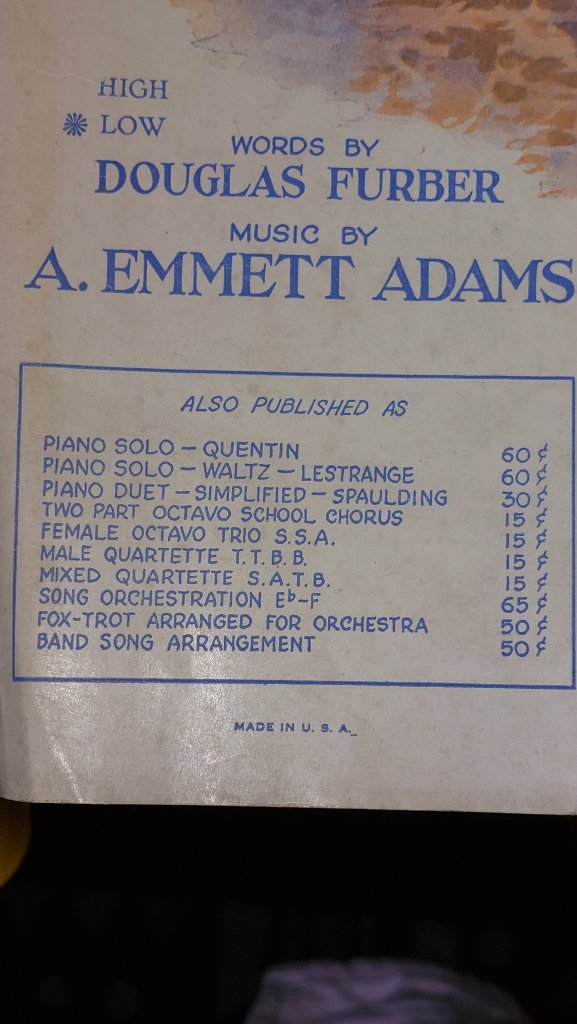 HIGH
LOW
WORDS BY
DOUGLAS FURBER
MUSIC BY
A. EMMETT ADAMS
ALSO PUBLISHED AS
PIANO SOLO – QUENTIN 60 ¢
PIANO SOLO – WALTZ – LESTRANGE 60 ¢
PIANO DUET – SIMPLIFIED – SPAULDING 30 ¢
TWO PART OCTAVO SCHOOL CHORUS 15 ¢
FEMALE OCTAVO TRIO S.S.A. 15 ¢
MALE QUARTETTE T.T.B.B. 15 ¢
MIXED QUARTETTE S.A.T.B. 15 ¢
SONG ORCHESTRATION E♭–F 65 ¢
FOX-TROT ARRANGED FOR ORCHESTRA 50 ¢
BAND SONG ARRANGEMENT 50 ¢
MADE IN U. S. A.